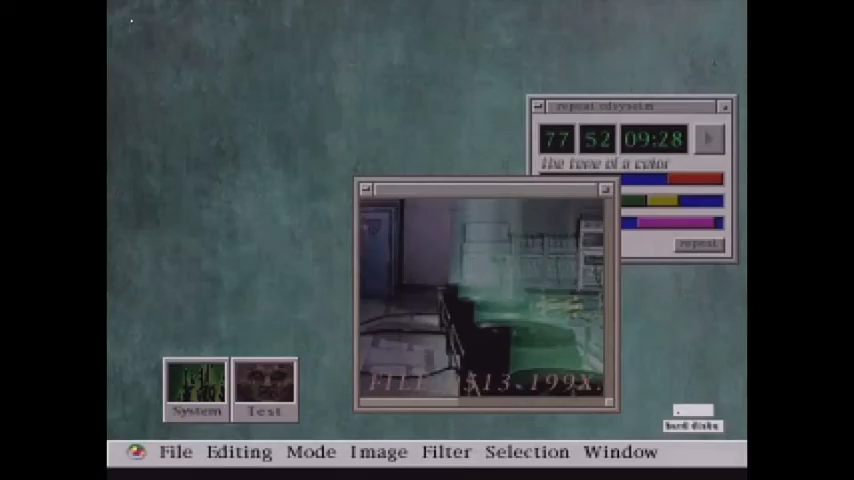 77 52 09:28
The tone of a color
repeat
FILE 513.199X.
System
Test
hard disks
File Editing Mode Image Filter Selection Window